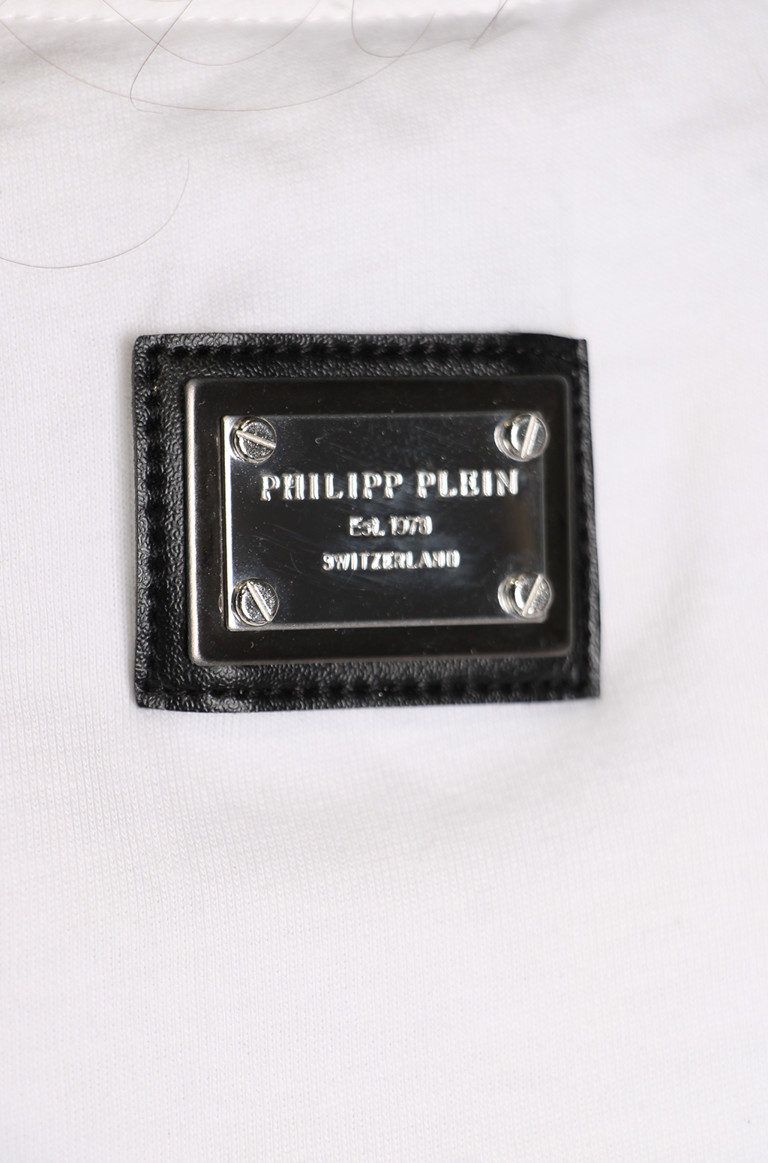 PHILIPP PLEIN
Est. 1978
SWITZERLAND